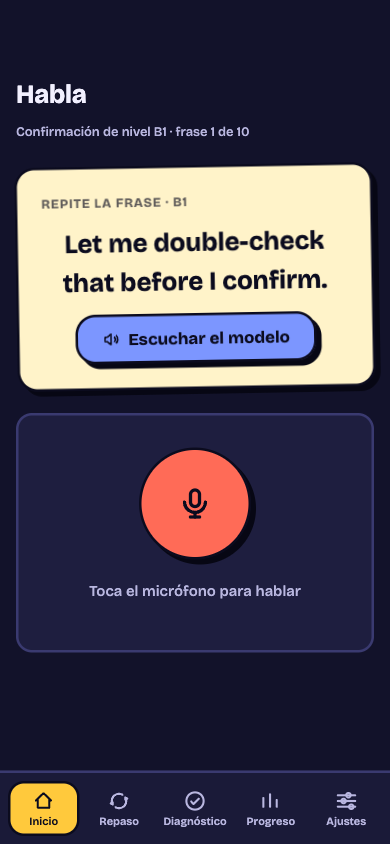 Habla
Confirmación de nivel B1 · frase 1 de 10
REPITE LA FRASE · B1
Let me double-check
that before I confirm.
Escuchar el modelo
Toca el micrófono para hablar
Inicio
Repaso
Diagnóstico
Progreso
Ajustes